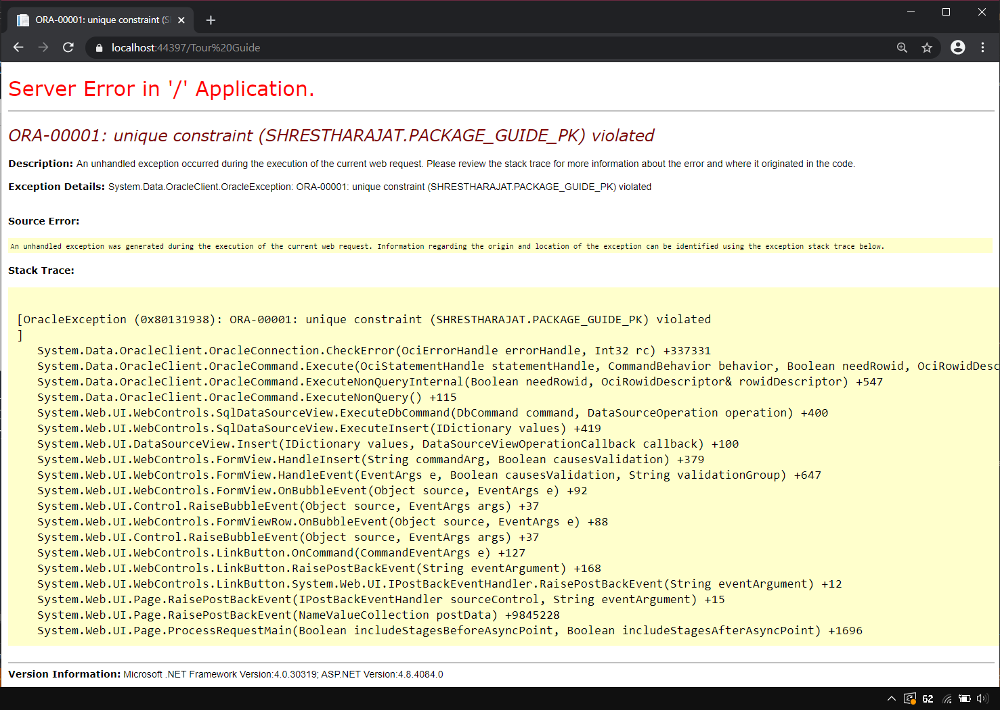 ORA-00001: unique constraint (S
localhost:44397/Tour%20Guide
Server Error in '/' Application.
ORA-00001: unique constraint (SHRESTHARAJAT.PACKAGE_GUIDE_PK) violated
Description: An unhandled exception occurred during the execution of the current web request. Please review the stack trace for more information about the error and where it originated in the code.
Exception Details: System.Data.OracleClient.OracleException: ORA-00001: unique constraint (SHRESTHARAJAT.PACKAGE_GUIDE_PK) violated
Source Error:
An unhandled exception was generated during the execution of the current web request. Information regarding the origin and location of the exception can be identified using the exception stack trace below.
Stack Trace:
[OracleException (0x80131938): ORA-00001: unique constraint (SHRESTHARAJAT.PACKAGE_GUIDE_PK) violated
]
System.Data.OracleClient.OracleConnection.CheckError(OciErrorHandle errorHandle, Int32 rc) +337331
System.Data.OracleClient.OracleCommand.Execute(OciStatementHandle statementHandle, CommandBehavior behavior, Boolean needRowid, OciRowidDesc
System.Data.OracleClient.OracleCommand.ExecuteNonQueryInternal(Boolean needRowid, OciRowidDescriptor& rowidDescriptor) +547
System.Data.OracleClient.OracleCommand.ExecuteNonQuery() +115
System.Web.UI.WebControls.SqlDataSourceView.ExecuteDbCommand(DbCommand command, DataSourceOperation operation) +400
System.Web.UI.WebControls.SqlDataSourceView.ExecuteInsert(IDictionary values) +419
System.Web.UI.DataSourceView.Insert(IDictionary values, DataSourceViewOperationCallback callback) +100
System.Web.UI.WebControls.FormView.HandleInsert(String commandArg, Boolean causesValidation) +379
System.Web.UI.WebControls.FormView.HandleEvent(EventArgs e, Boolean causesValidation, String validationGroup) +647
System.Web.UI.WebControls.FormView.OnBubbleEvent(Object source, EventArgs e) +92
System.Web.UI.Control.RaiseBubbleEvent(Object source, EventArgs args) +37
System.Web.UI.WebControls.FormViewRow.OnBubbleEvent(Object source, EventArgs e) +88
System.Web.UI.Control.RaiseBubbleEvent(Object source, EventArgs args) +37
System.Web.UI.WebControls.LinkButton.OnCommand(CommandEventArgs e) +127
System.Web.UI.WebControls.LinkButton.RaisePostBackEvent(String eventArgument) +168
System.Web.UI.WebControls.LinkButton.System.Web.UI.IPostBackEventHandler.RaisePostBackEvent(String eventArgument) +12
System.Web.UI.Page.RaisePostBackEvent(IPostBackEventHandler sourceControl, String eventArgument) +15
System.Web.UI.Page.RaisePostBackEvent(NameValueCollection postData) +9845228
System.Web.UI.Page.ProcessRequestMain(Boolean includeStagesBeforeAsyncPoint, Boolean includeStagesAfterAsyncPoint) +1696
Version Information: Microsoft .NET Framework Version:4.0.30319; ASP.NET Version:4.8.4084.0
62